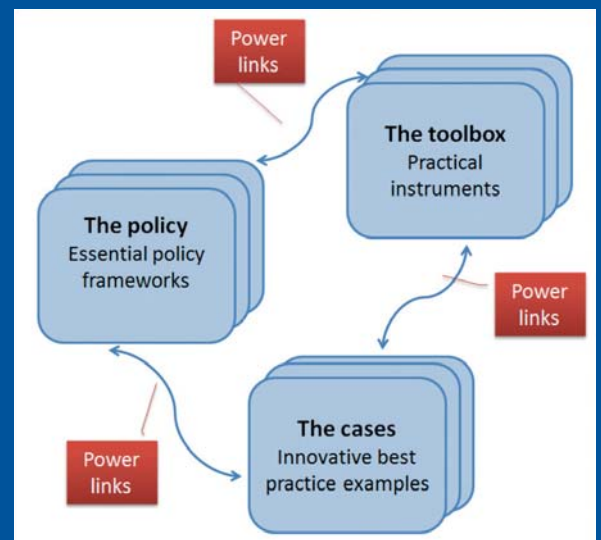 Power
links
The toolbox
Practical
instruments
The policy
Essential policy
frameworks
Power
links
The cases
Innovative best
practice examples
Power
links